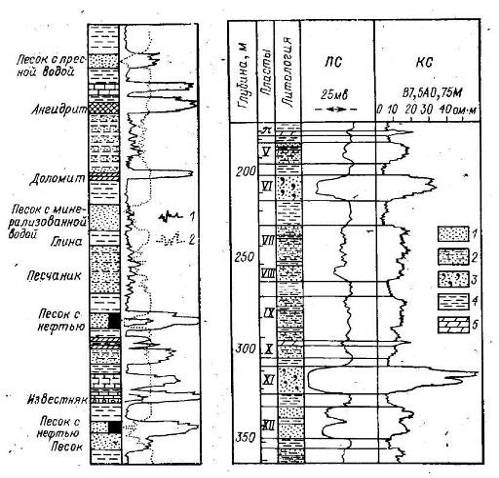 Песок с прес-
ной водой
Ангидрит
Доломит
Песок с мине-
рализованной
водой
Глина
Песчаник
Песок с
нефтью
Известняк
Песок с
нефтью
Песок
1
2
Глубина, м
Пласты
Литология
ПС
25мв
КС
В7,5А0,75М
0 10 20 30 40 ом·м
200
250
300
350
V
VI
VII
VIII
IX
X
XI
XII
1
2
3
4
5